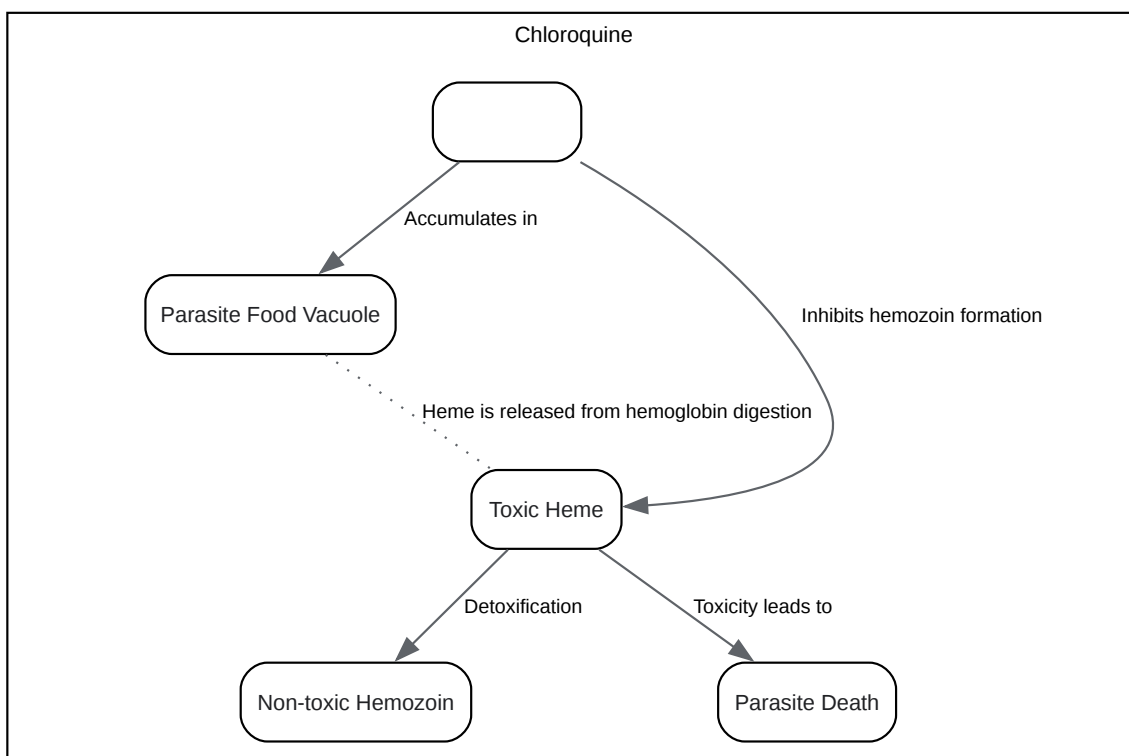 Chloroquine
Accumulates in
Parasite Food Vacuole
Inhibits hemozoin formation
Heme is released from hemoglobin digestion
Toxic Heme
Detoxification
Toxicity leads to
Non-toxic Hemozoin
Parasite Death